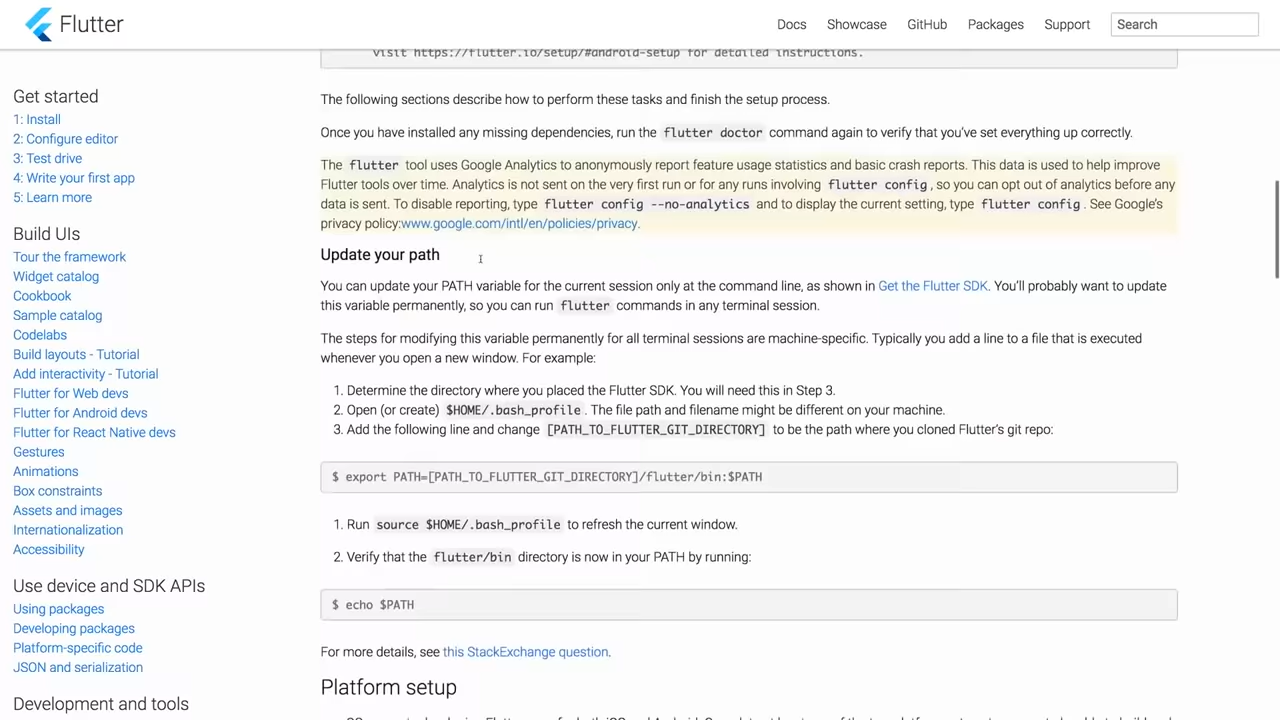 Flutter
Docs
Showcase
GitHub
Packages
Support
Search
Get started
1: Install
2: Configure editor
3: Test drive
4: Write your first app
5: Learn more
Build UIs
Tour the framework
Widget catalog
Cookbook
Sample catalog
Codelabs
Build layouts - Tutorial
Add interactivity - Tutorial
Flutter for Web devs
Flutter for Android devs
Flutter for React Native devs
Gestures
Animations
Box constraints
Assets and images
Internationalization
Accessibility
Use device and SDK APIs
Using packages
Developing packages
Platform-specific code
JSON and serialization
Development and tools
visit https://flutter.io/setup/#android-setup for detailed instructions.
The following sections describe how to perform these tasks and finish the setup process.
Once you have installed any missing dependencies, run the flutter doctor command again to verify that you've set everything up correctly.
The flutter tool uses Google Analytics to anonymously report feature usage statistics and basic crash reports. This data is used to help improve
Flutter tools over time. Analytics is not sent on the very first run or for any runs involving flutter config, so you can opt out of analytics before any
data is sent. To disable reporting, type flutter config --no-analytics and to display the current setting, type flutter config. See Google's
privacy policy:www.google.com/intl/en/policies/privacy.
Update your path
You can update your PATH variable for the current session only at the command line, as shown in Get the Flutter SDK. You'll probably want to update
this variable permanently, so you can run flutter commands in any terminal session.
The steps for modifying this variable permanently for all terminal sessions are machine-specific. Typically you add a line to a file that is executed
whenever you open a new window. For example:
1. Determine the directory where you placed the Flutter SDK. You will need this in Step 3.
2. Open (or create) $HOME/.bash_profile. The file path and filename might be different on your machine.
3. Add the following line and change [PATH_TO_FLUTTER_GIT_DIRECTORY] to be the path where you cloned Flutter's git repo:
$ export PATH=[PATH_TO_FLUTTER_GIT_DIRECTORY]/flutter/bin:$PATH
1. Run source $HOME/.bash_profile to refresh the current window.
2. Verify that the flutter/bin directory is now in your PATH by running:
$ echo $PATH
For more details, see this StackExchange question.
Platform setup